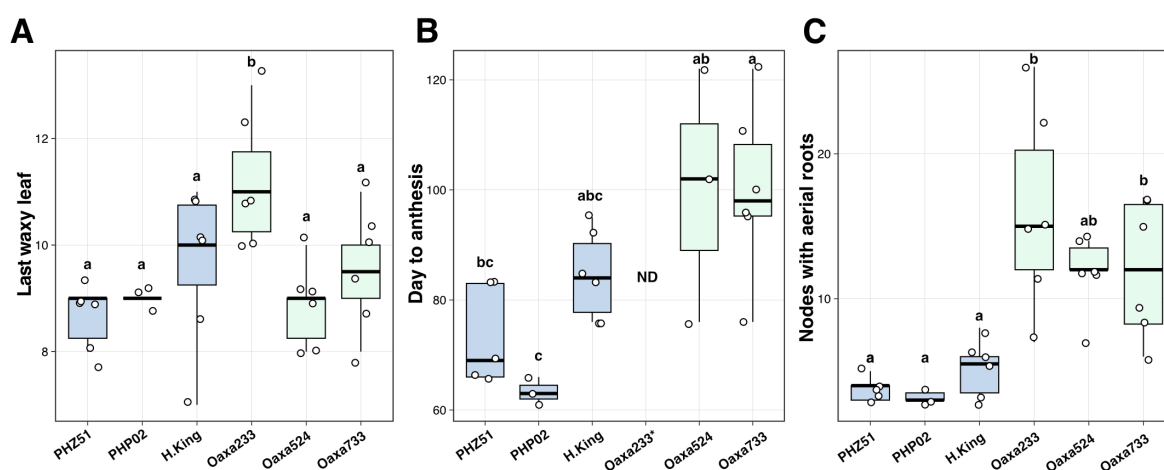 A
Last waxy leaf
12
10
8
a
a
a
b
a
a
PHZ51
PHP02
H.King
Oaxa233
Oaxa524
Oaxa733
B
Day to anthesis
120
100
80
60
bc
c
abc
ND
ab
a
PHZ51
PHP02
H.King
Oaxa233*
Oaxa524
Oaxa733
C
Nodes with aerial roots
20
10
a
a
a
b
ab
b
PHZ51
PHP02
H.King
Oaxa233
Oaxa524
Oaxa733